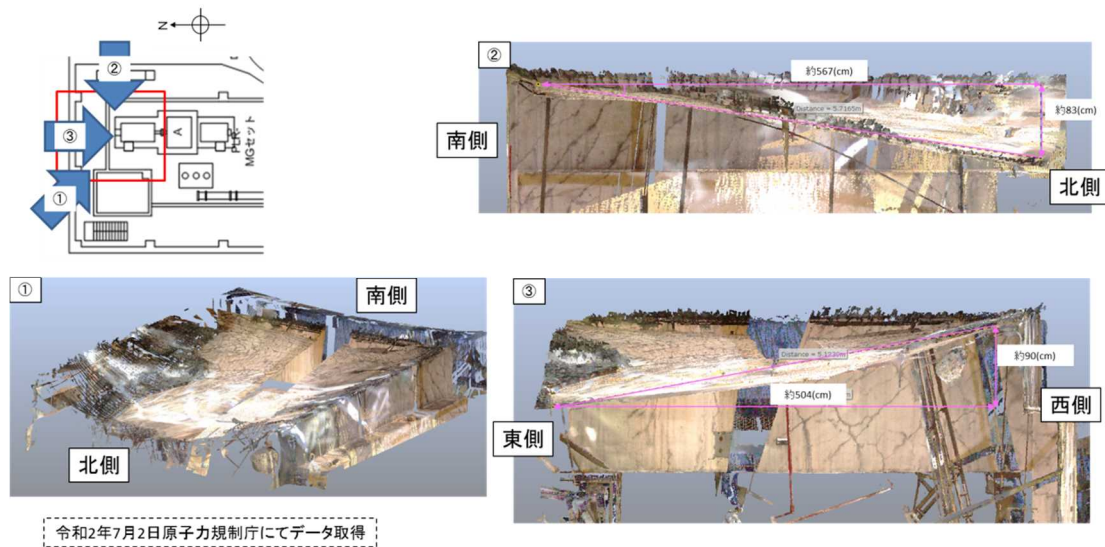 N
②
③
①
A
PLR
MGセット
②
約567(cm)
約83(cm)
Distance = 5.7165m
南側
北側
①
南側
北側
③
約90(cm)
約504(cm)
東側
西側
令和2年7月2日原子力規制庁にてデータ取得